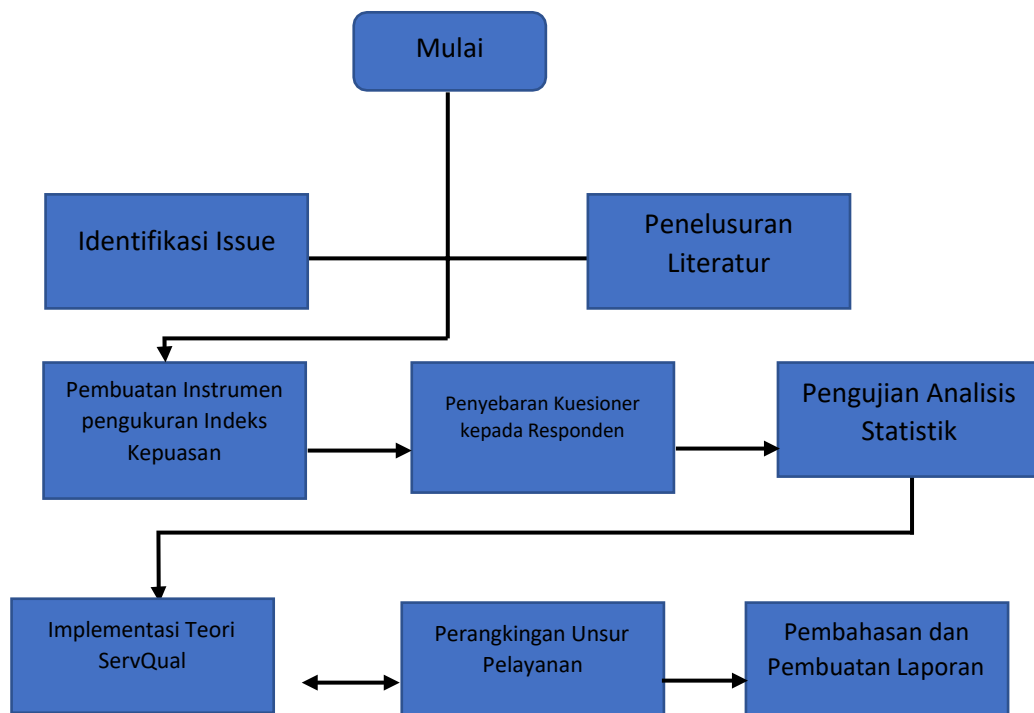 Mulai
Identifikasi Issue
Penelusuran
Literatur
Pembuatan Instrumen
pengukuran Indeks
Kepuasan
Penyebaran Kuesioner
kepada Responden
Pengujian Analisis
Statistik
Implementasi Teori
ServQual
Perangkingan Unsur
Pelayanan
Pembahasan dan
Pembuatan Laporan